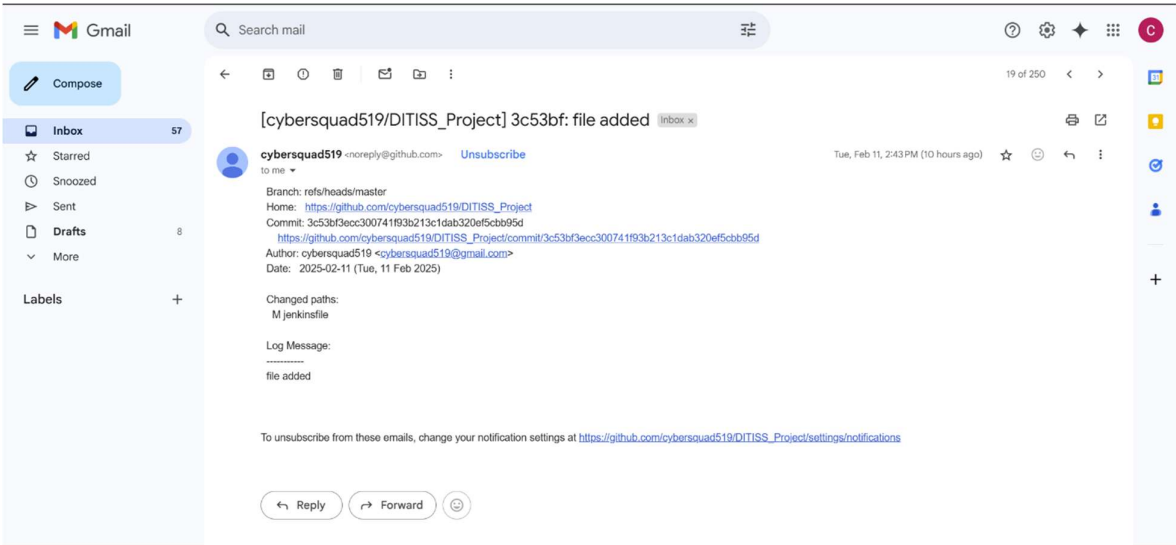 Gmail
Search mail
C
Compose
19 of 250
31
[cybersquad519/DITISS_Project] 3c53bf: file added Inbox x
Inbox 57
cybersquad519 <noreply@github.com> Unsubscribe Tue, Feb 11, 2:43 PM (10 hours ago)
Starred
to me
Snoozed
Branch: refs/heads/master
Sent
Home: https://github.com/cybersquad519/DITISS_Project
Commit: 3c53bf3ecc300741f93b213c1dab320ef5cbb95d
Drafts 8
https://github.com/cybersquad519/DITISS_Project/commit/3c53bf3ecc300741f93b213c1dab320ef5cbb95d
More
Author: cybersquad519 <cybersquad519@gmail.com>
Date: 2025-02-11 (Tue, 11 Feb 2025)
Labels +
Changed paths:
M jenkinsfile
Log Message:
-----------
file added
To unsubscribe from these emails, change your notification settings at https://github.com/cybersquad519/DITISS_Project/settings/notifications
Reply
Forward